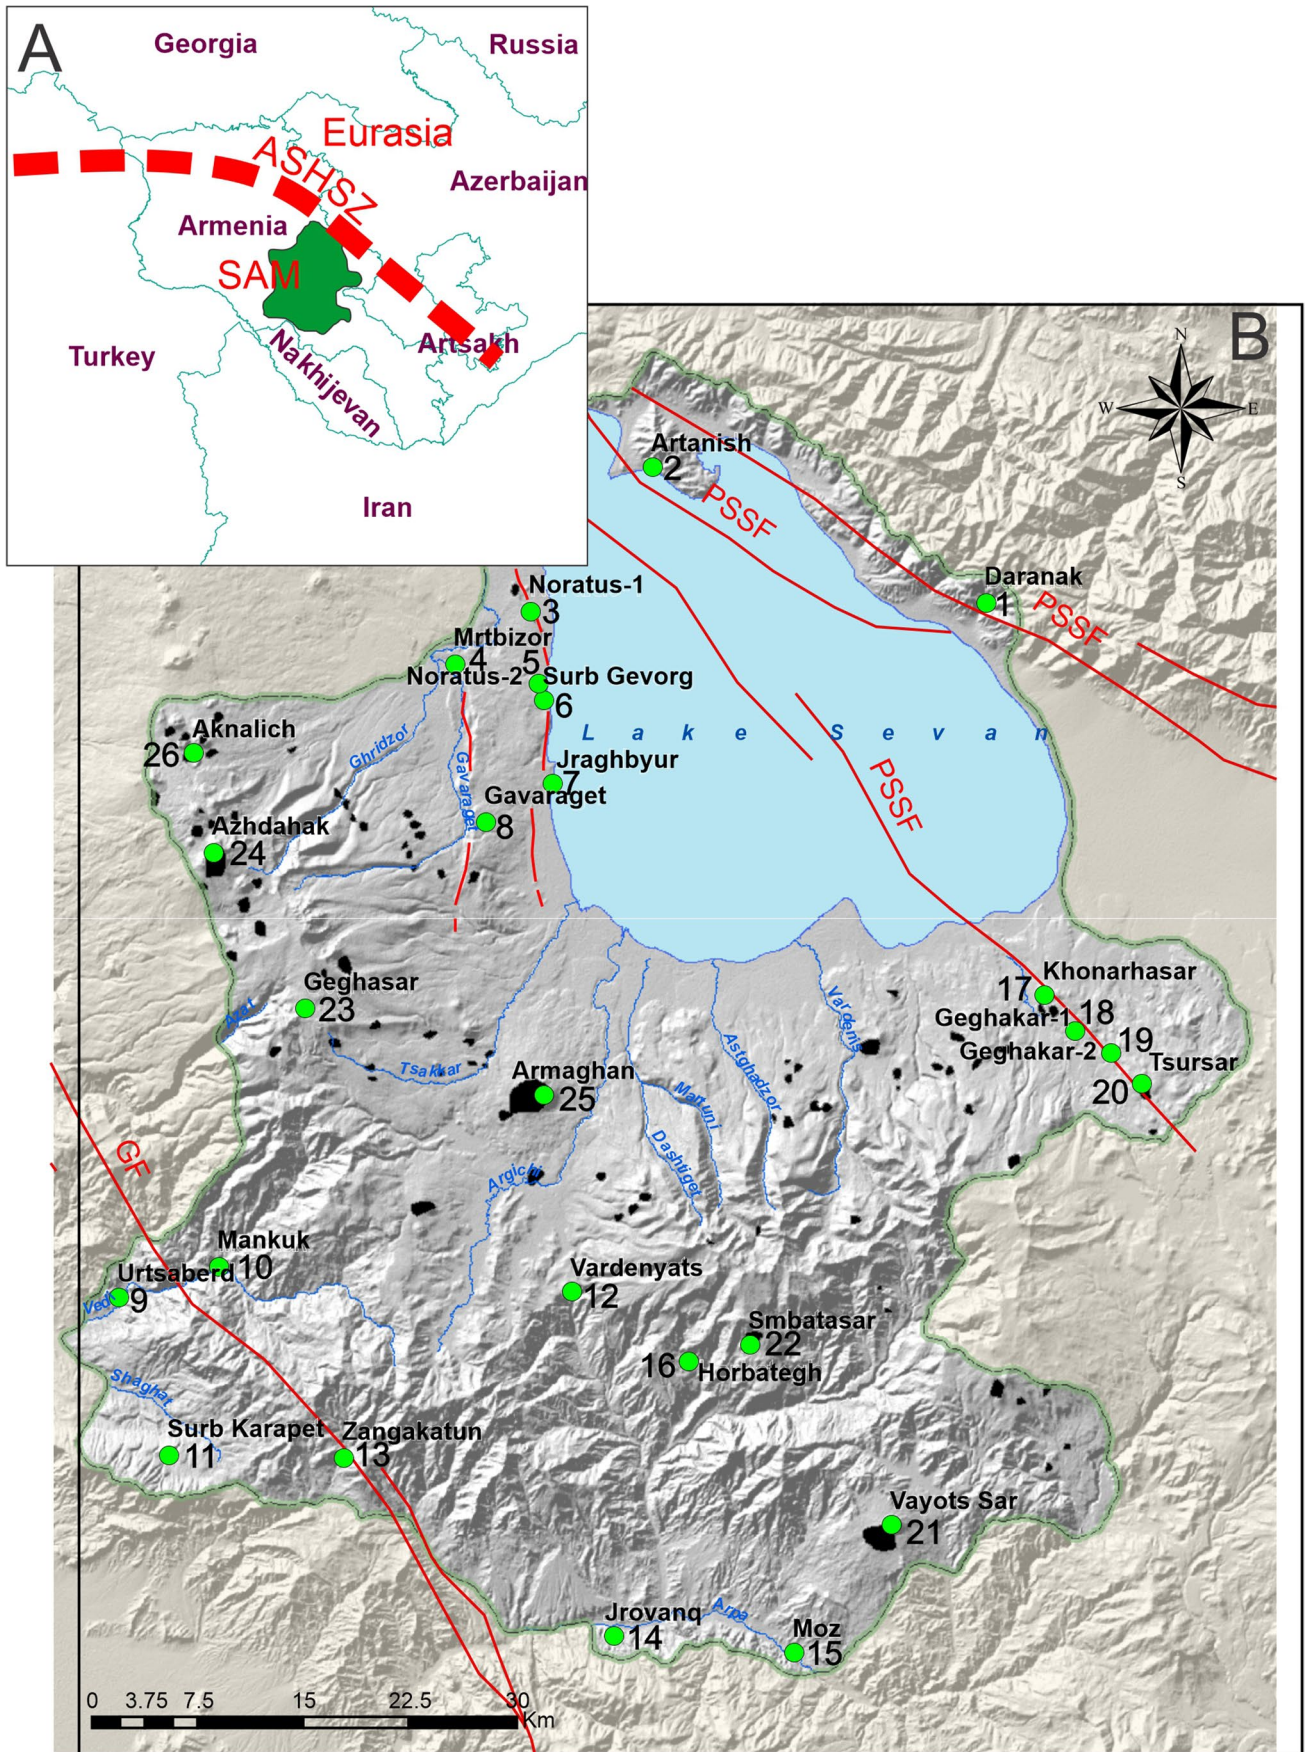 A
Georgia
Russia
Eurasia
ASHSZ
Azerbaijan
Armenia
SAM
Artsakh
Turkey
Nakhijevan
Iran
B
N
W
E
S
Artanish
2
PSSF
Daranak
1
PSSF
Noratus-1
3
Mrtbizor
4
5
Noratus-2
Surb Gevorg
6
Aknalich
26
Ghridzor
Lake Sevan
Gavaraget
Jraghbyur
7
PSSF
Gavaraget
8
Azhdahak
24
Geghasar
23
Azat
Khonarhasar
17
Vardenis
Geghakar-1
18
Geghakar-2
19
Tsursar
20
Tsakkar
Armaghan
25
Astghadzor
Martuni
Dashtiget
GF
Argichi
Mankuk
10
Urtsaberd
9
Vedi
Vardenyats
12
Smbatasar
22
16
Horbategh
Shaghat
Surb Karapet
11
Zangakatun
13
Vayots Sar
21
Jrovanq
14
Arpa
Moz
15
0 3.75 7.5 15 22.5 30
Km